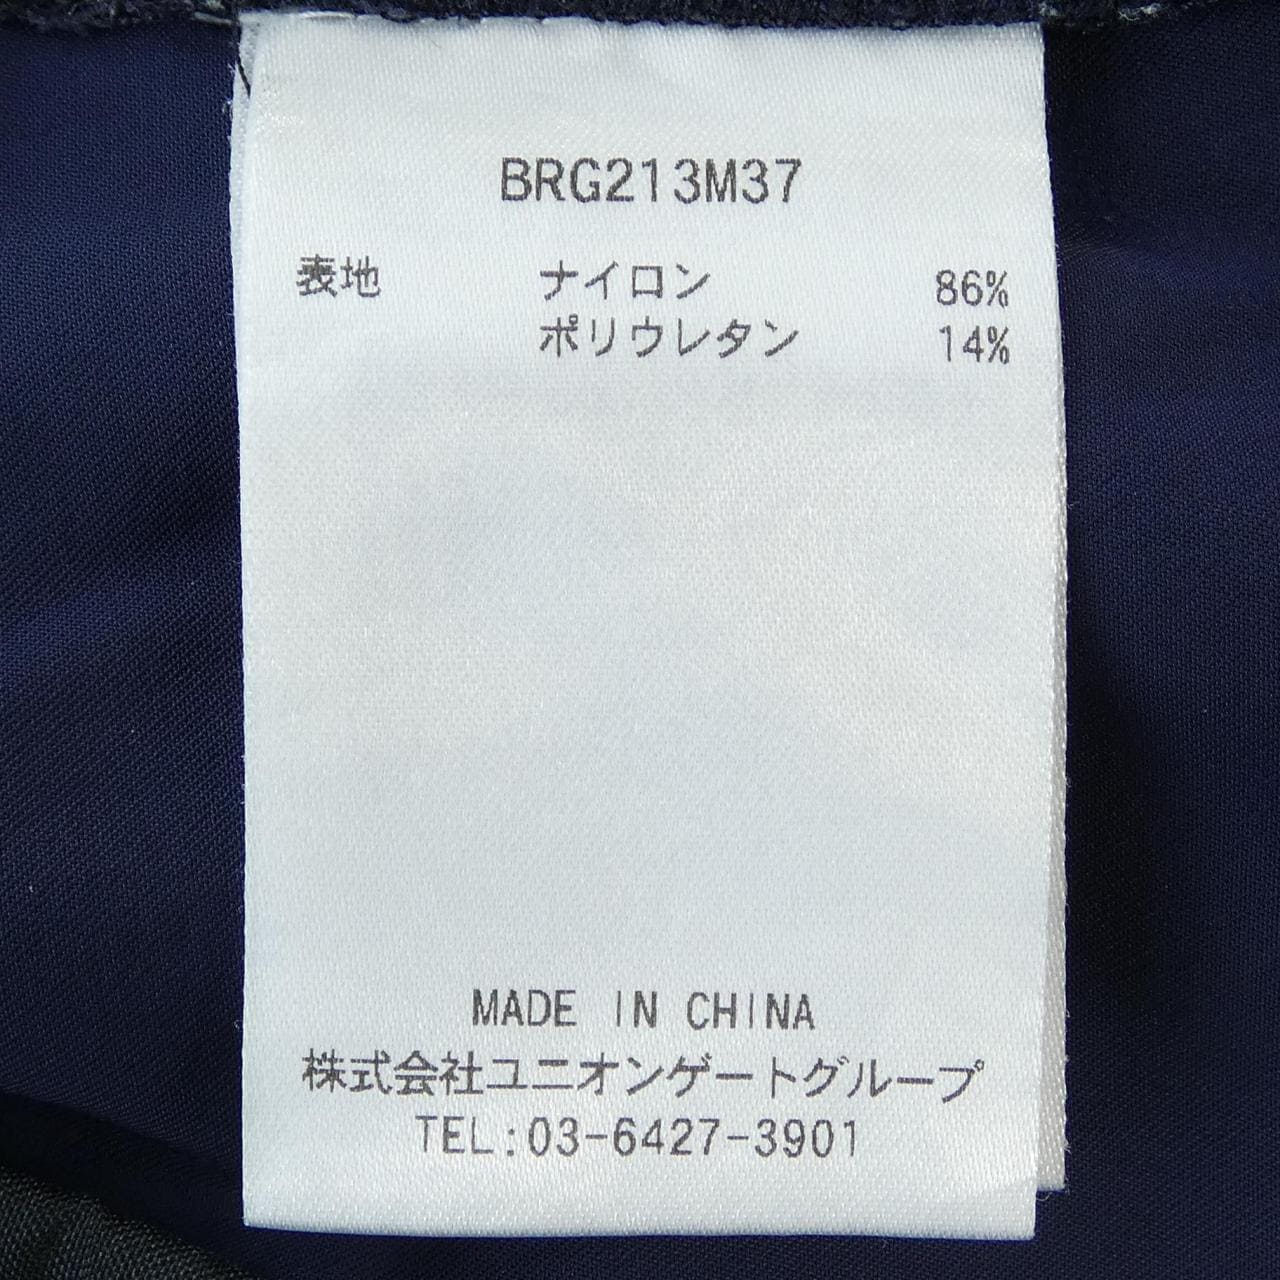 BRG213M37
表地 ナイロン 86%
ポリウレタン 14%
MADE IN CHINA
株式会社ユニオンゲートグループ
TEL:03-6427-3901